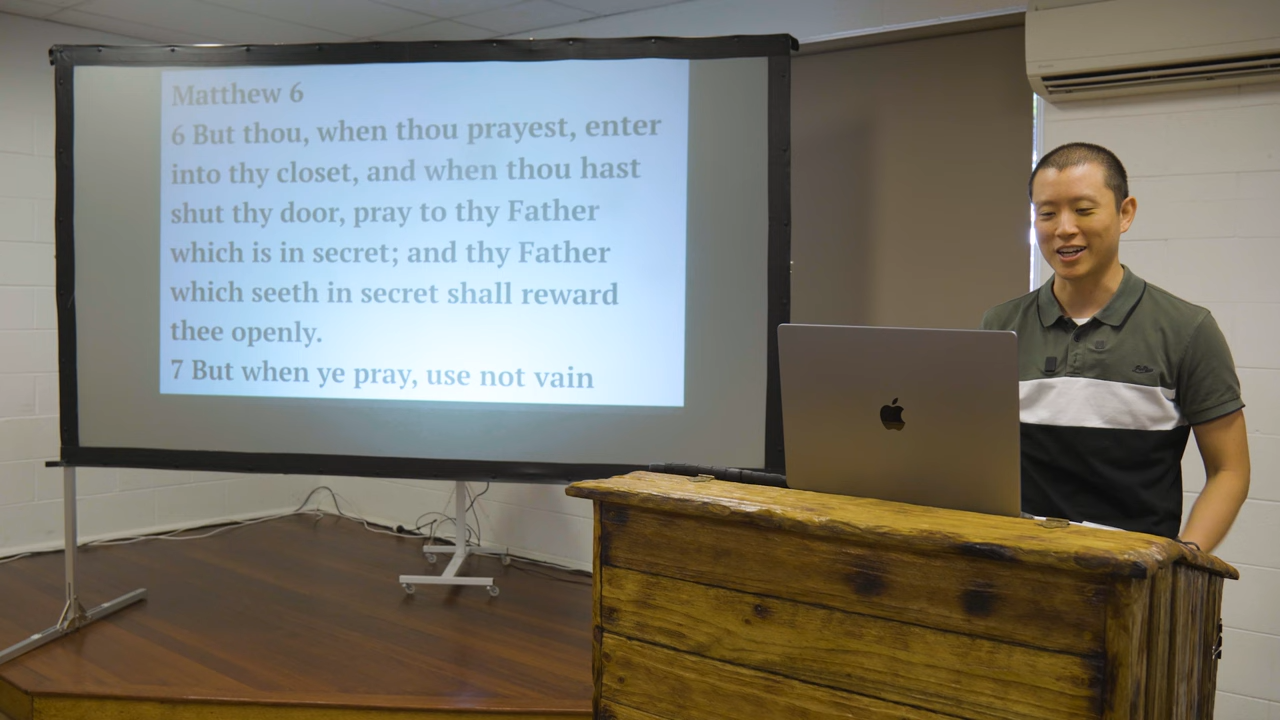 Matthew 6
6 But thou, when thou prayest, enter
into thy closet, and when thou hast
shut thy door, pray to thy Father
which is in secret; and thy Father
which seeth in secret shall reward
thee openly.
7 But when ye pray, use not vain